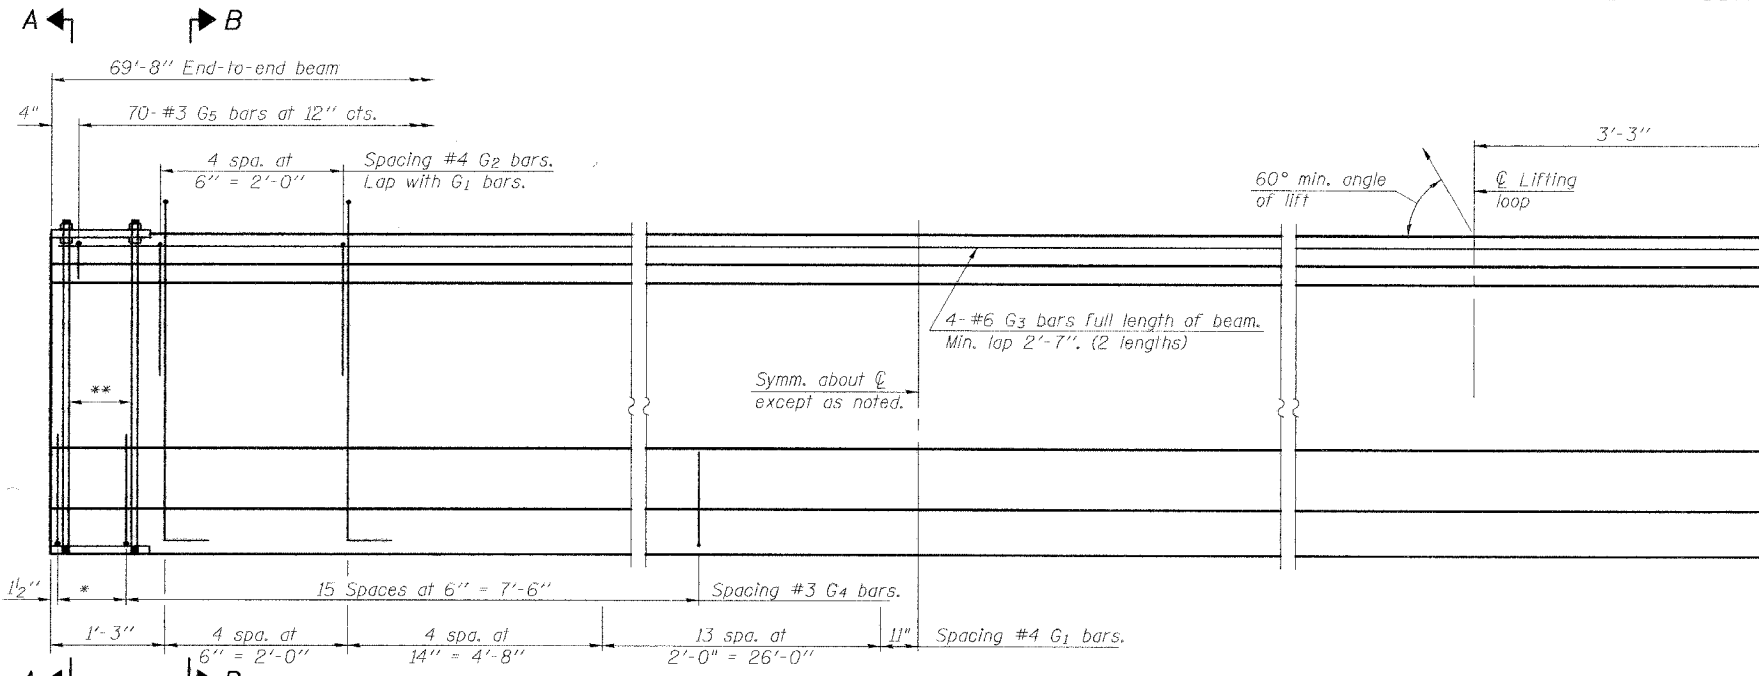 A B
69'-8" End-to-end beam
4"
70-#3 G5 bars at 12" cts.
3'-3"
4 spa. at
6" = 2'-0"
Spacing #4 G2 bars.
Lap with G1 bars.
60° min. angle
of lift
℄ Lifting
loop
4-#6 G3 bars full length of beam.
Min. lap 2'-7". (2 lengths)
Symm. about ℄
except as noted.
**
1½"
*
15 Spaces at 6" = 7'-6"
Spacing #3 G4 bars.
1'-3"
4 spa. at
6" = 2'-0"
4 spa. at
14" = 4'-8"
13 spa. at
2'-0" = 26'-0"
11"
Spacing #4 G1 bars.
A B